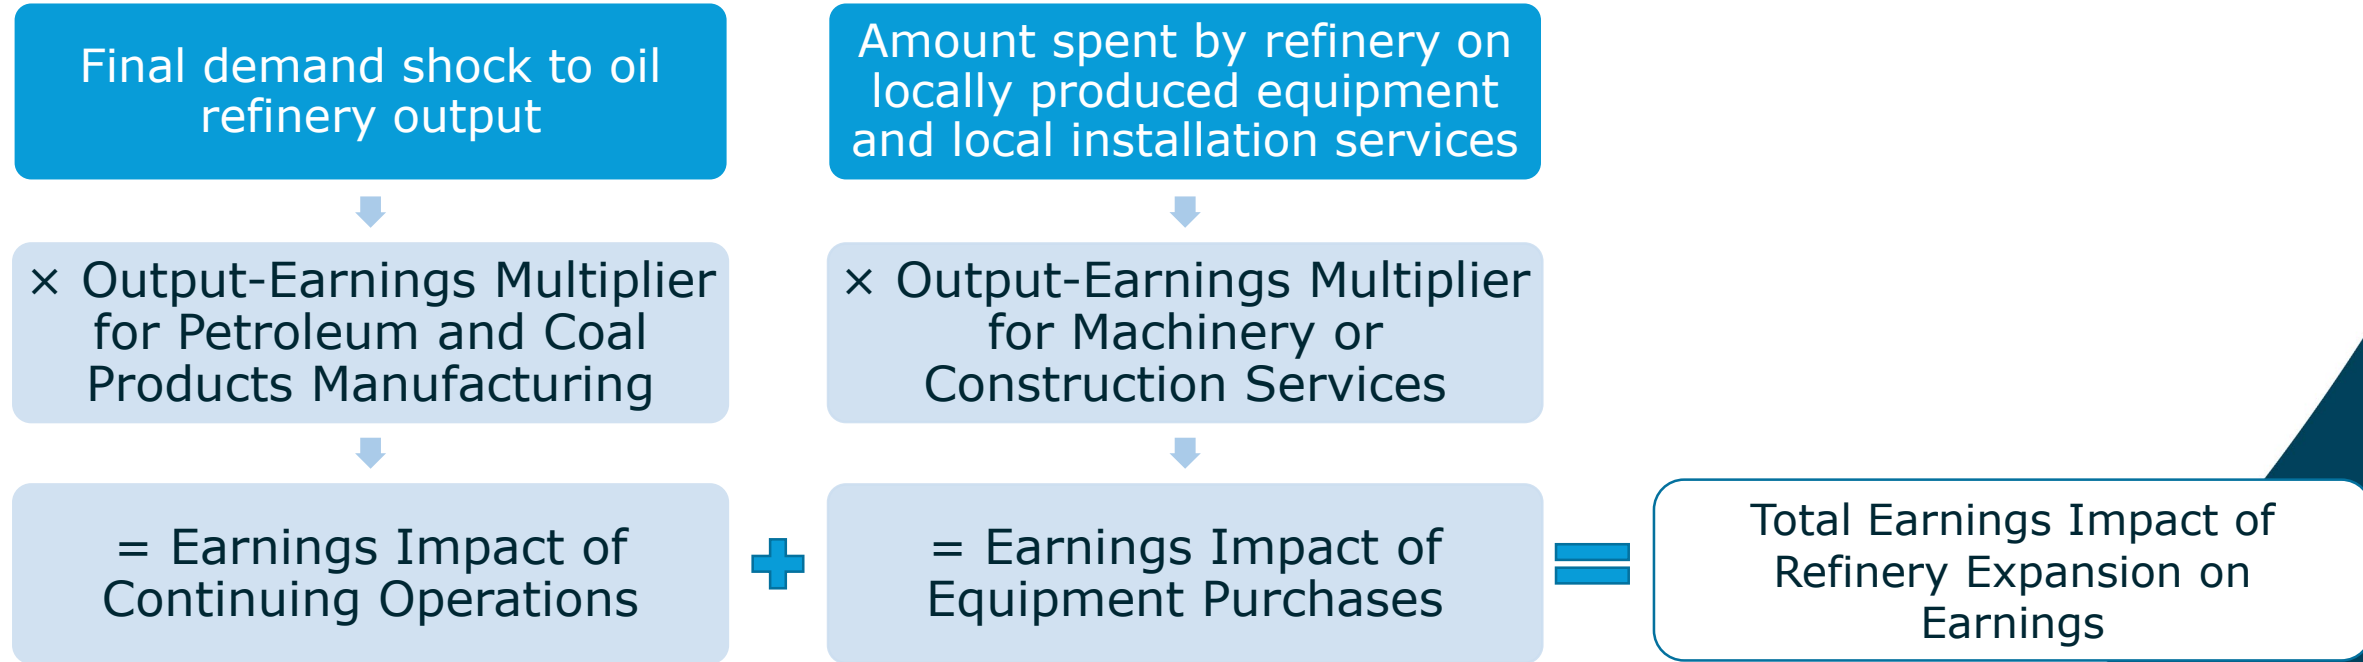 Final demand shock to oil
refinery output
× Output-Earnings Multiplier
for Petroleum and Coal
Products Manufacturing
= Earnings Impact of
Continuing Operations
Amount spent by refinery on
locally produced equipment
and local installation services
× Output-Earnings Multiplier
for Machinery or
Construction Services
= Earnings Impact of
Equipment Purchases
Total Earnings Impact of
Refinery Expansion on
Earnings